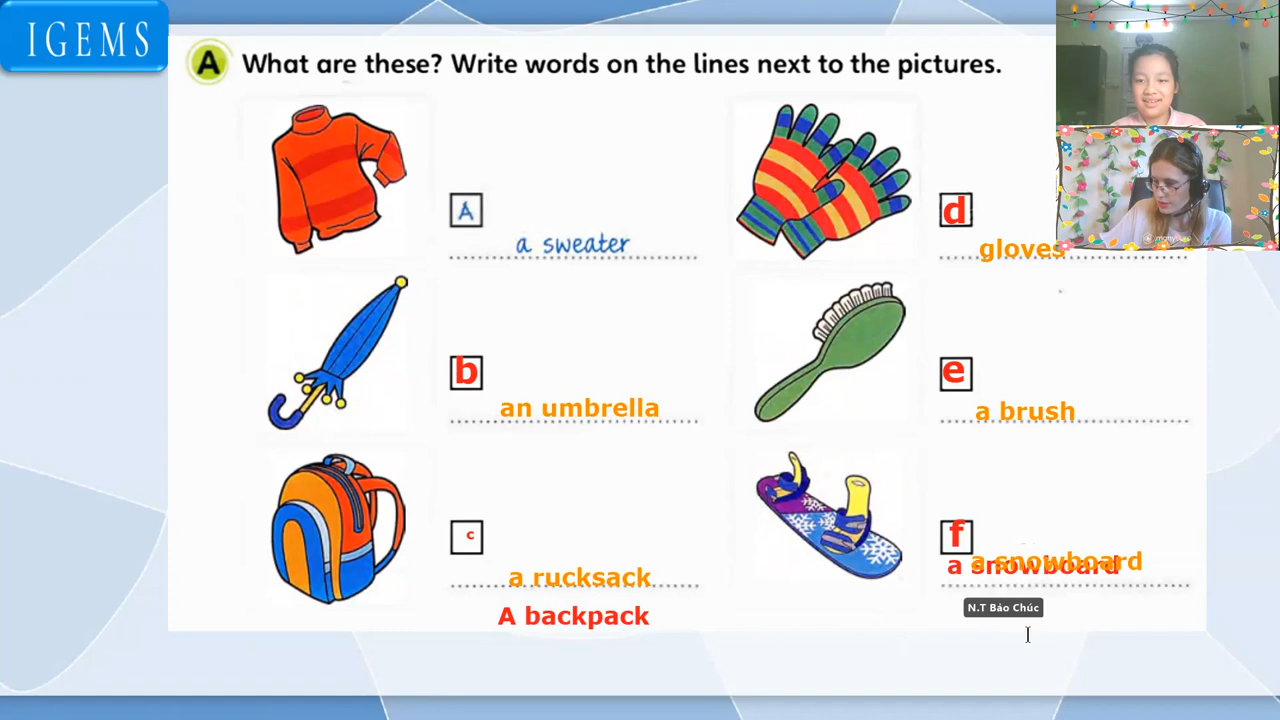 IGEMS
A What are these? Write words on the lines next to the pictures.
A
a sweater
d
gloves
b
an umbrella
e
a brush
c
a rucksack
A backpack
f
a snowboard
a snowboard
N.T Bảo Chúc